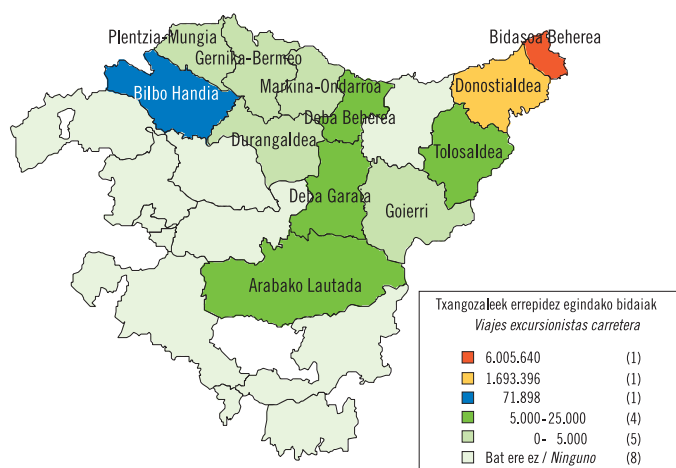 Plentzia-Mungia
Bidasoa Beherea
Gernika-Bermeo
Bilbo Handia
Markina-Ondarroa
Donostialdea
Deba Beherea
Durangaldea
Tolosaldea
Deba Garaia
Goierri
Arabako Lautada
Txangozaleek errepidez egindako bidaiak
Viajes excursionistas carretera
6.005.640 (1)
1.693.396 (1)
71.898 (1)
5.000-25.000 (4)
0- 5.000 (5)
Bat ere ez / Ninguno (8)